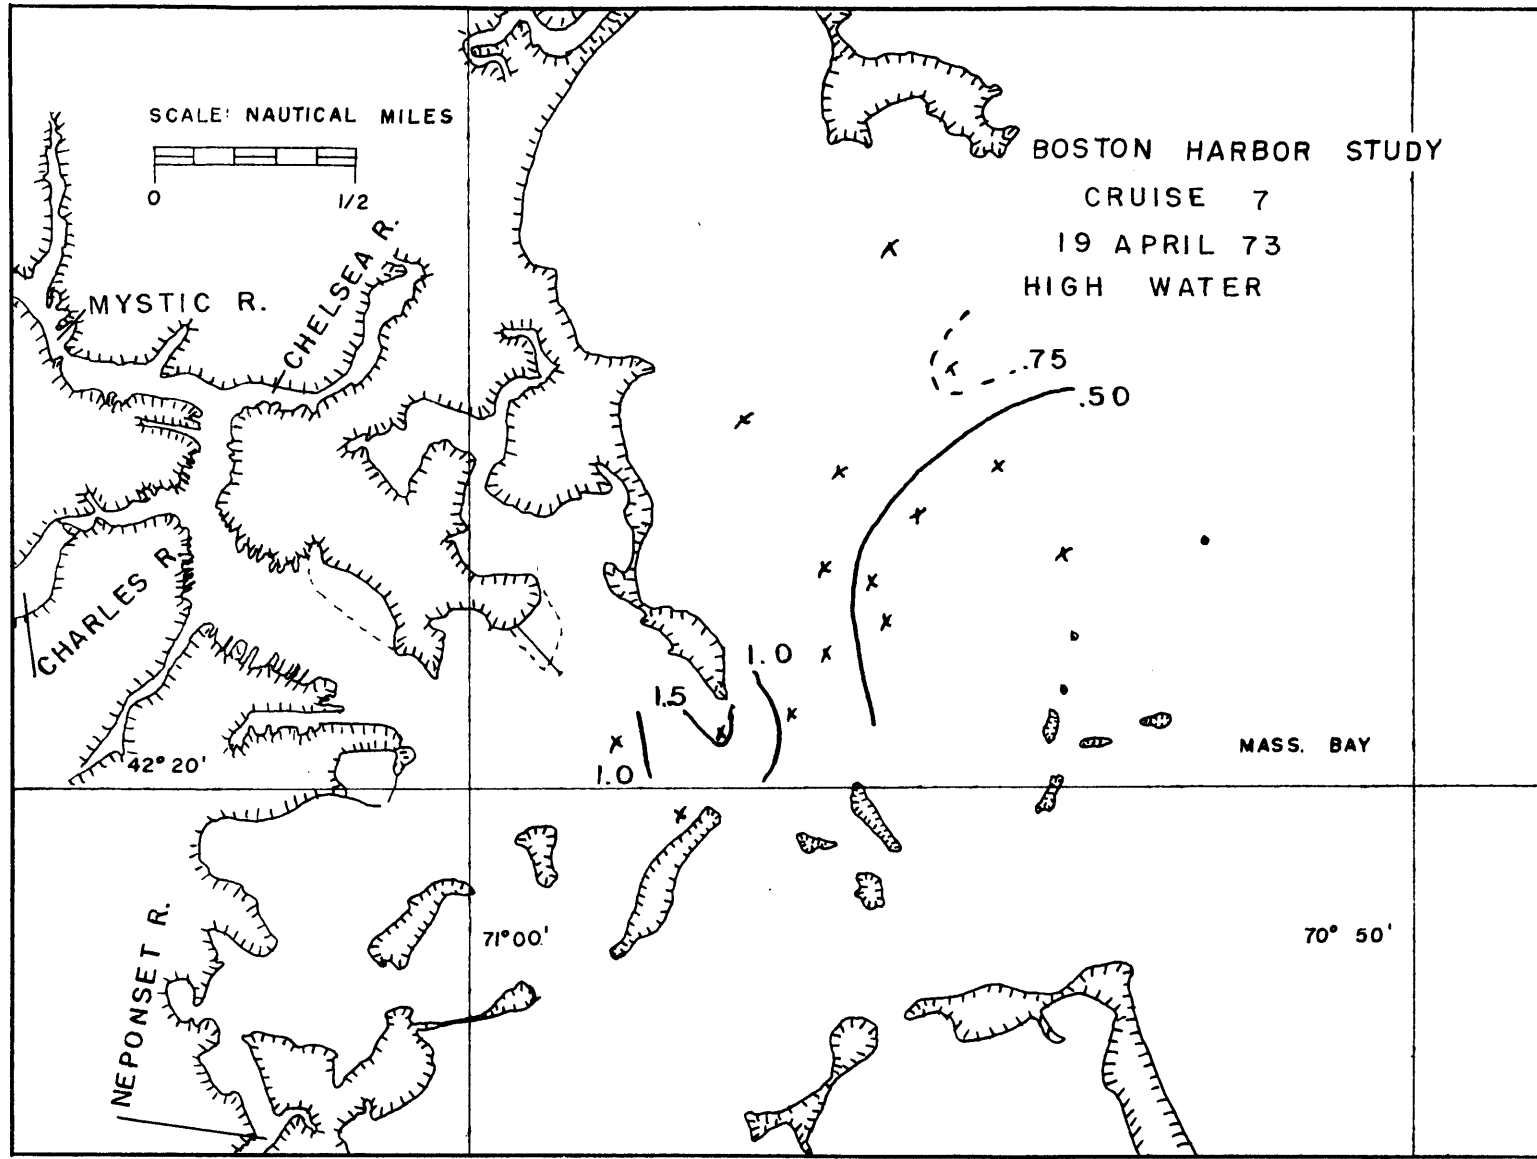 SCALE: NAUTICAL MILES
0 1/2
BOSTON HARBOR STUDY
CRUISE 7
19 APRIL 73
HIGH WATER
MYSTIC R.
CHELSEA R.
.75
.50
CHARLES R.
1.0
1.5
1.0
42° 20'
MASS. BAY
71° 00'
70° 50'
NEPONSET R.